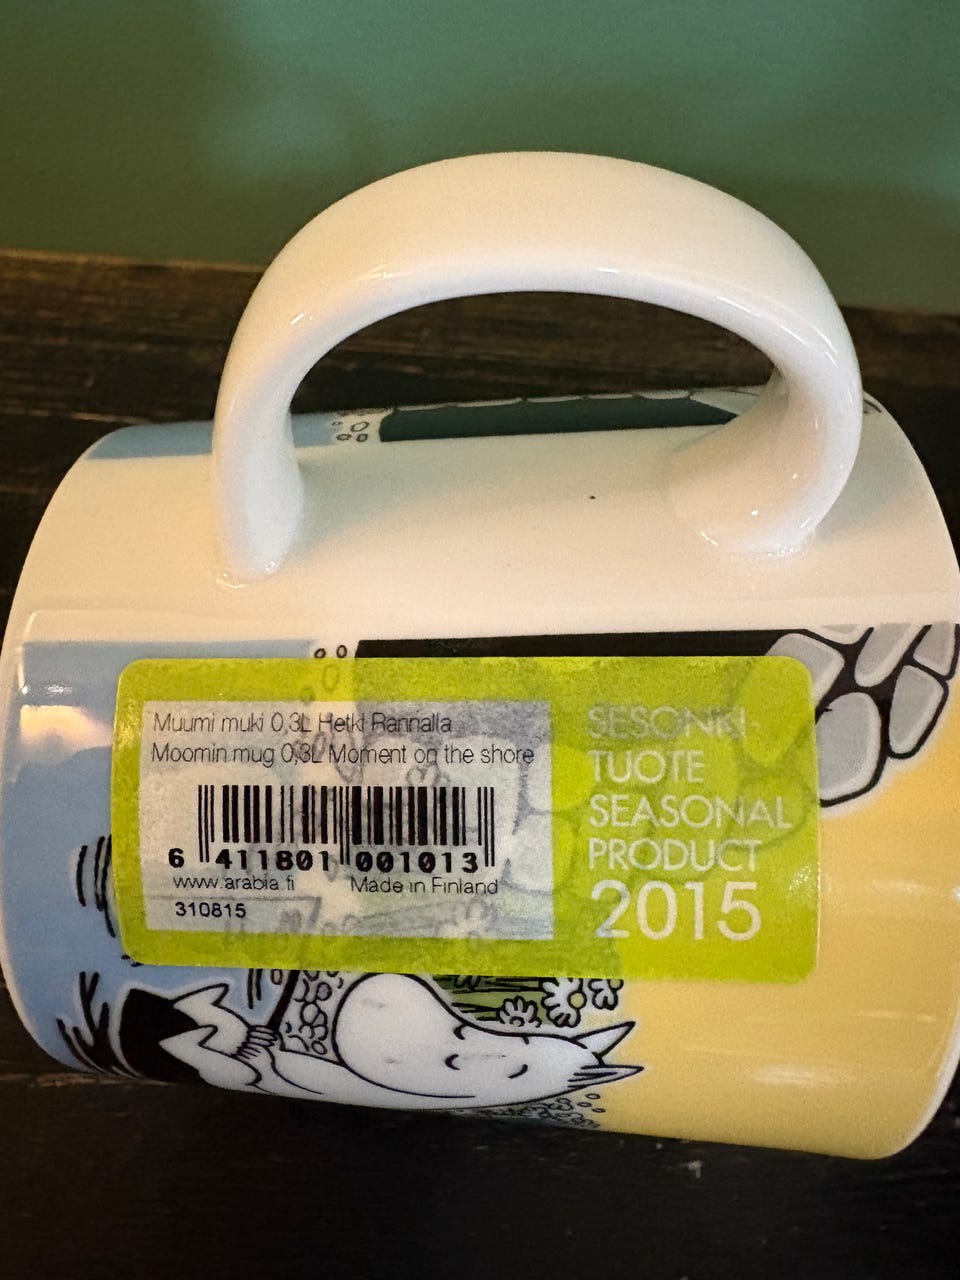 Muumi muki 0,3L Hetki Rannalla
Moomin mug 0,3L Moment on the shore
6 411801 001013
www.arabia.fi Made in Finland
310815
SESONKI-
TUOTE
SEASONAL
PRODUCT
2015